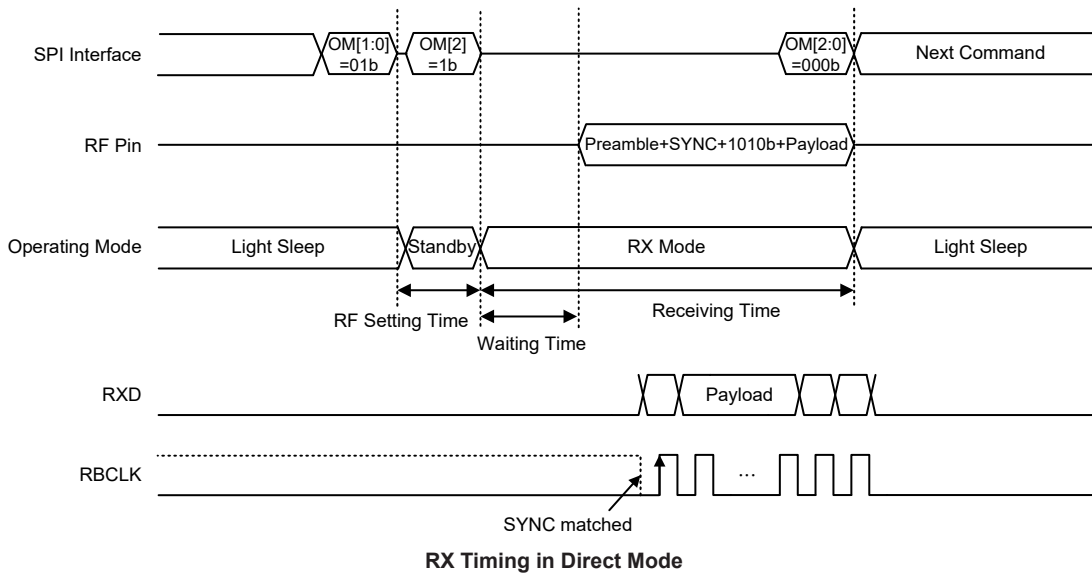 SPI Interface
OM[1:0]
=01b
OM[2]
=1b
OM[2:0]
=000b
Next Command
RF Pin
Preamble+SYNC+1010b+Payload
Operating Mode
Light Sleep
Standby
RX Mode
Light Sleep
RF Setting Time
Receiving Time
Waiting Time
RXD
Payload
RBCLK
...
SYNC matched
RX Timing in Direct Mode